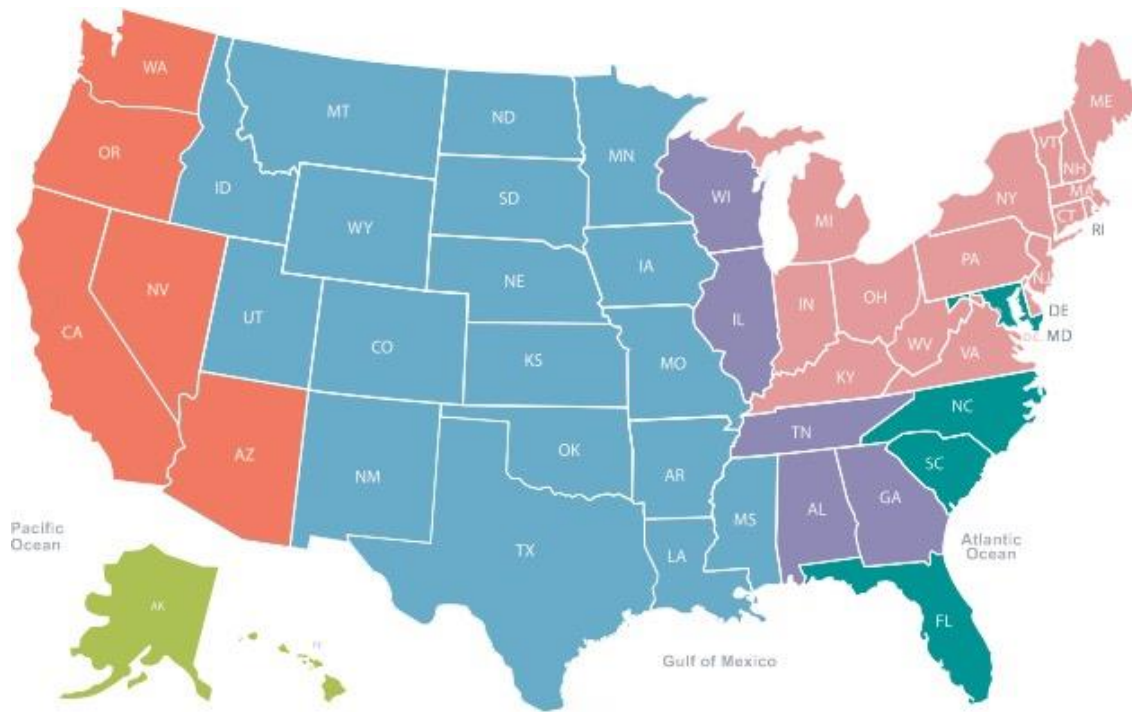 WA
MT
ND
MN
OR
ID
SD
WI
WY
MI
ME
VT
NH
NY
MA
CT
RI
PA
NJ
IA
NE
NV
UT
CO
CA
IL
IN
OH
DE
MD
WV
VA
KS
MO
KY
NC
TN
SC
AZ
NM
OK
AR
MS
AL
GA
TX
LA
FL
Pacific
Ocean
Atlantic
Ocean
AK
Gulf of Mexico